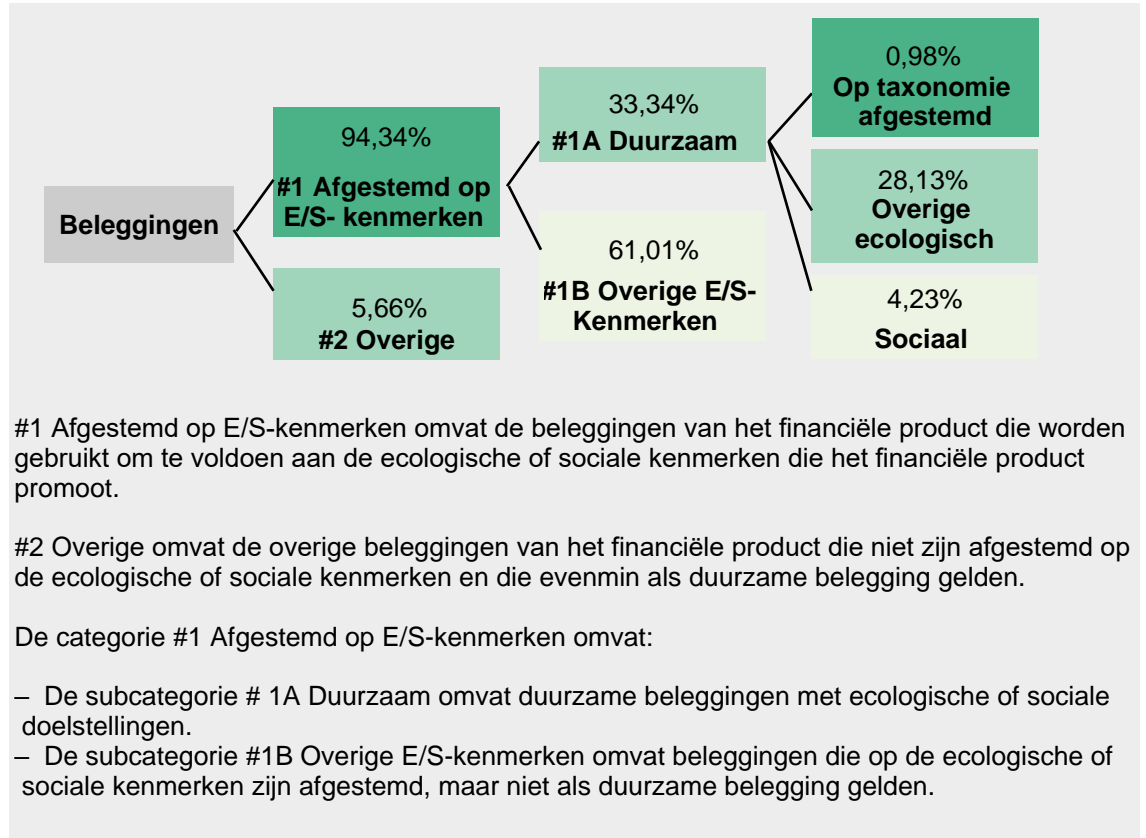 Beleggingen
94,34%
#1 Afgestemd op
E/S- kenmerken
5,66%
#2 Overige
33,34%
#1A Duurzaam
61,01%
#1B Overige E/S-
Kenmerken
0,98%
Op taxonomie
afgestemd
28,13%
Overige
ecologisch
4,23%
Sociaal
#1 Afgestemd op E/S-kenmerken omvat de beleggingen van het financiële product die worden
gebruikt om te voldoen aan de ecologische of sociale kenmerken die het financiële product
promoot.
#2 Overige omvat de overige beleggingen van het financiële product die niet zijn afgestemd op
de ecologische of sociale kenmerken en die evenmin als duurzame belegging gelden.
De categorie #1 Afgestemd op E/S-kenmerken omvat:
– De subcategorie # 1A Duurzaam omvat duurzame beleggingen met ecologische of sociale
doelstellingen.
– De subcategorie #1B Overige E/S-kenmerken omvat beleggingen die op de ecologische of
sociale kenmerken zijn afgestemd, maar niet als duurzame belegging gelden.